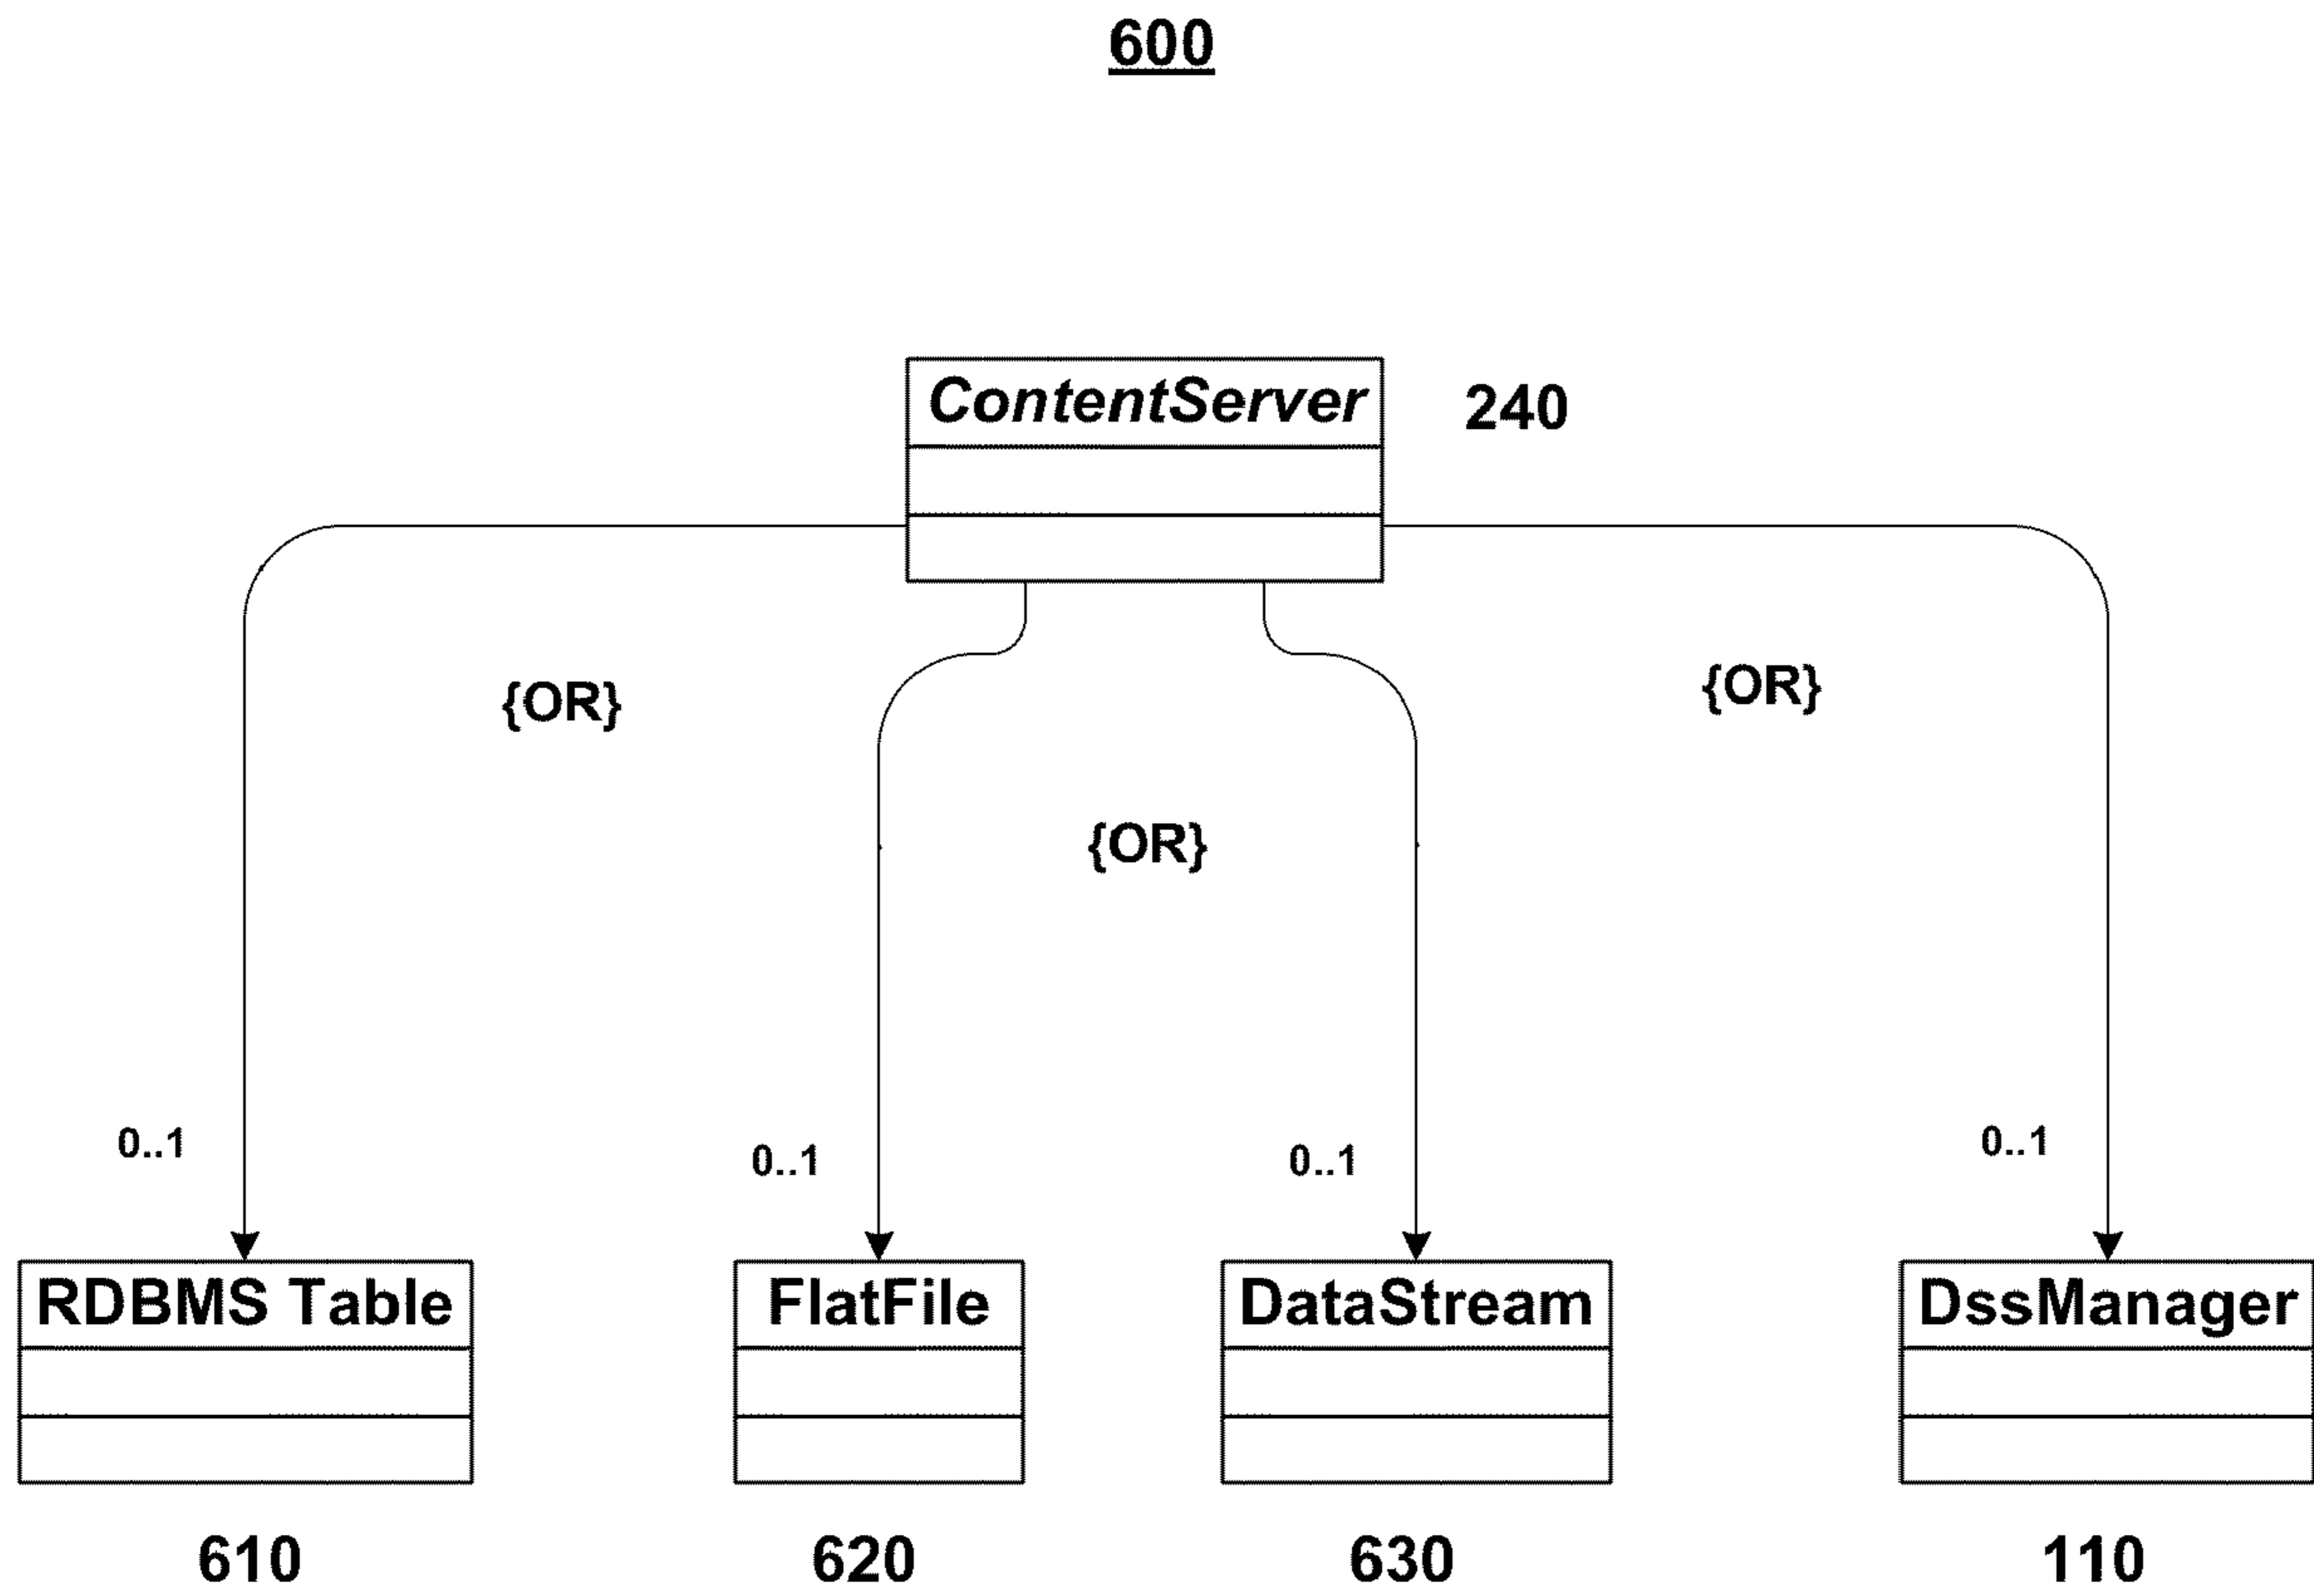 600
ContentServer
240
{OR}
{OR}
{OR}
0..1
0..1
0..1
0..1
RDBMS Table
FlatFile
DataStream
DssManager
610
620
630
110